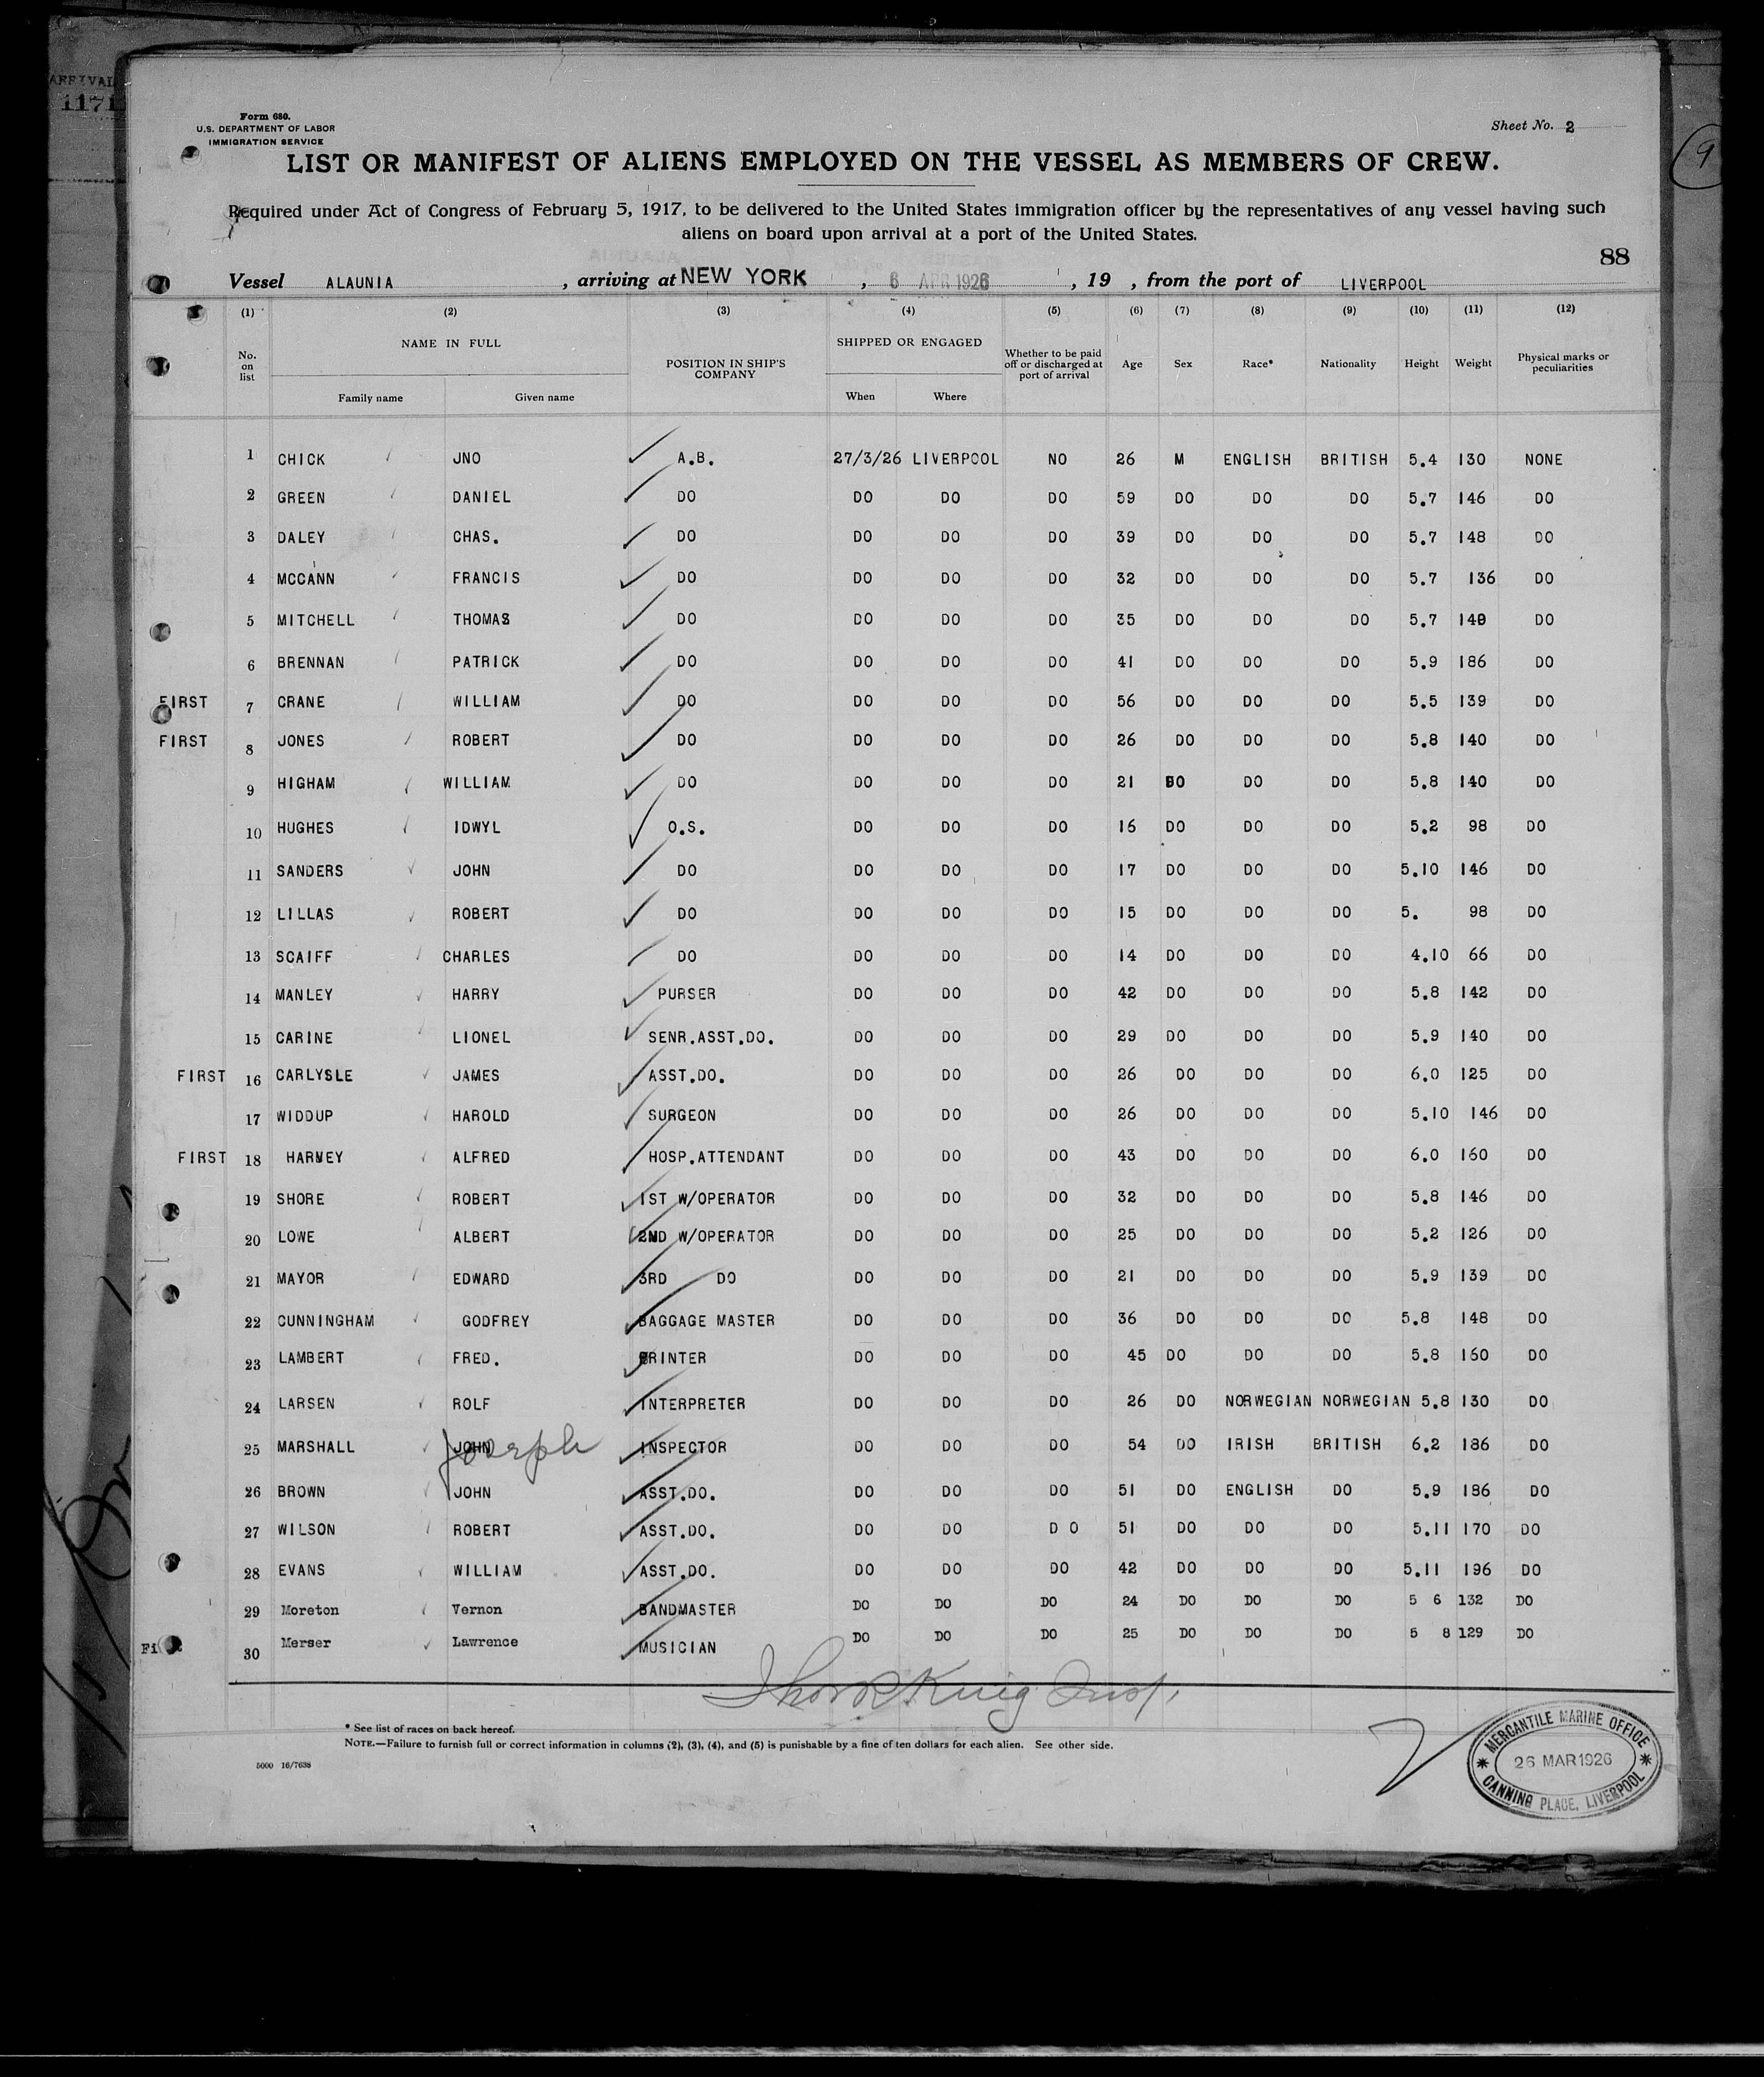 ARRIVAL
1171
9
Form 680.
U.S. DEPARTMENT OF LABOR
IMMIGRATION SERVICE
Sheet No. 2
LIST OR MANIFEST OF ALIENS EMPLOYED ON THE VESSEL AS MEMBERS OF CREW.
Required under Act of Congress of February 5, 1917, to be delivered to the United States immigration officer by the representatives of any vessel having such
aliens on board upon arrival at a port of the United States.
88
Vessel ALAUNIA , arriving at NEW YORK , 6 APR 1926 , 19 , from the port of LIVERPOOL
(1) (2) (3) (4) (5) (6) (7) (8) (9) (10) (11) (12)
No. on list NAME IN FULL Family name Given name POSITION IN SHIP'S COMPANY SHIPPED OR ENGAGED When Where Whether to be paid off or discharged at port of arrival Age Sex Race* Nationality Height Weight Physical marks or peculiarities
1 CHICK JNO A.B. 27/3/26 LIVERPOOL NO 26 M ENGLISH BRITISH 5.4 130 NONE
2 GREEN DANIEL DO DO DO DO 59 DO DO DO 5.7 146 DO
3 DALEY CHAS. DO DO DO DO 39 DO DO DO 5.7 148 DO
4 MCCANN FRANCIS DO DO DO DO 32 DO DO DO 5.7 136 DO
5 MITCHELL THOMAS DO DO DO DO 35 DO DO DO 5.7 DO
6 BRENNAN PATRICK DO DO DO DO 41 DO DO DO 5.9 186 DO
FIRST 7 CRANE WILLIAM DO DO DO DO 56 DO DO DO 5.5 139 DO
FIRST 8 JONES ROBERT DO DO DO DO 26 DO DO DO 5.8 140 DO
9 HIGHAM WILLIAM DO DO DO DO 21 DO DO DO 5.8 140 DO
10 HUGHES IDWYL O.S. DO DO DO 16 DO DO DO 5.2 98 DO
11 SANDERS JOHN DO DO DO DO 17 DO DO DO 5.10 146 DO
12 LILLAS ROBERT DO DO DO DO 15 DO DO DO 5. 98 DO
13 SCAIFF CHARLES DO DO DO DO 14 DO DO DO 4.10 66 DO
14 MANLEY HARRY PURSER DO DO DO 42 DO DO DO 5.8 142 DO
15 CARINE LIONEL SENR.ASST.DO. DO DO DO 29 DO DO DO 5.9 140 DO
FIRST 16 CARLYSLE JAMES ASST.DO. DO DO DO 26 DO DO DO 6.0 125 DO
17 WIDDUP HAROLD SURGEON DO DO DO 26 DO DO DO 5.10 146 DO
FIRST 18 HARVEY ALFRED HOSP.ATTENDANT DO DO DO 43 DO DO DO 6.0 160 DO
19 SHORE ROBERT 1ST W/OPERATOR DO DO DO 32 DO DO DO 5.8 146 DO
20 LOWE ALBERT 2ND W/OPERATOR DO DO DO 25 DO DO DO 5.2 126 DO
21 MAYOR EDWARD 3RD DO DO DO DO 21 DO DO DO 5.9 139 DO
22 CUNNINGHAM GODFREY BAGGAGE MASTER DO DO DO 36 DO DO DO 5.8 148 DO
23 LAMBERT FRED. PRINTER DO DO DO 45 DO DO DO 5.8 160 DO
24 LARSEN ROLF INTERPRETER DO DO DO 26 DO NORWEGIAN NORWEGIAN 5.8 130 DO
25 MARSHALL JOHN Joseph INSPECTOR DO DO DO 54 DO IRISH BRITISH 6.2 186 DO
26 BROWN JOHN ASST.DO. DO DO DO 51 DO ENGLISH DO 5.9 186 DO
27 WILSON ROBERT ASST.DO. DO DO D O 51 DO DO DO 5.11 170 DO
28 EVANS WILLIAM ASST.DO. DO DO DO 42 DO DO DO 5.11 196 DO
29 Moreton Vernon BANDMASTER DO DO DO 24 DO DO DO 5 6 132 DO
30 Merser Lawrence MUSICIAN DO DO DO 25 DO DO DO 5 8 129 DO
* See list of races on back hereof.
NOTE.—Failure to furnish full or correct information in columns (2), (3), (4), and (5) is punishable by a fine of ten dollars for each alien. See other side.
5000 16/7638
MERCANTILE MARINE OFFICE
26 MAR 1926
CANNING PLACE, LIVERPOOL